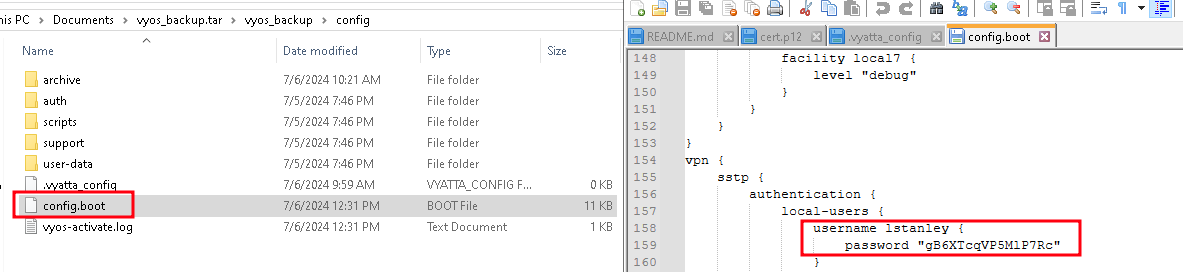 his PC > Documents > vyos_backup.tar > vyos_backup > config
Name Date modified Type Size
archive 7/6/2024 10:21 AM File folder
auth 7/5/2024 7:46 PM File folder
scripts 7/5/2024 7:46 PM File folder
support 7/5/2024 7:46 PM File folder
user-data 7/5/2024 7:46 PM File folder
.vyatta_config 7/6/2024 9:59 AM VYATTA_CONFIG F... 0 KB
config.boot 7/6/2024 12:31 PM BOOT File 11 KB
vyos-activate.log 7/6/2024 12:31 PM Text Document 1 KB
README.md cert.p12 .vyatta_config config.boot
148 facility local7 {
149 level "debug"
150 }
151 }
152 }
153 }
154 vpn {
155 sstp {
156 authentication {
157 local-users {
158 username lstanley {
159 password "gB6XTcqVP5MlP7Rc"
160 }